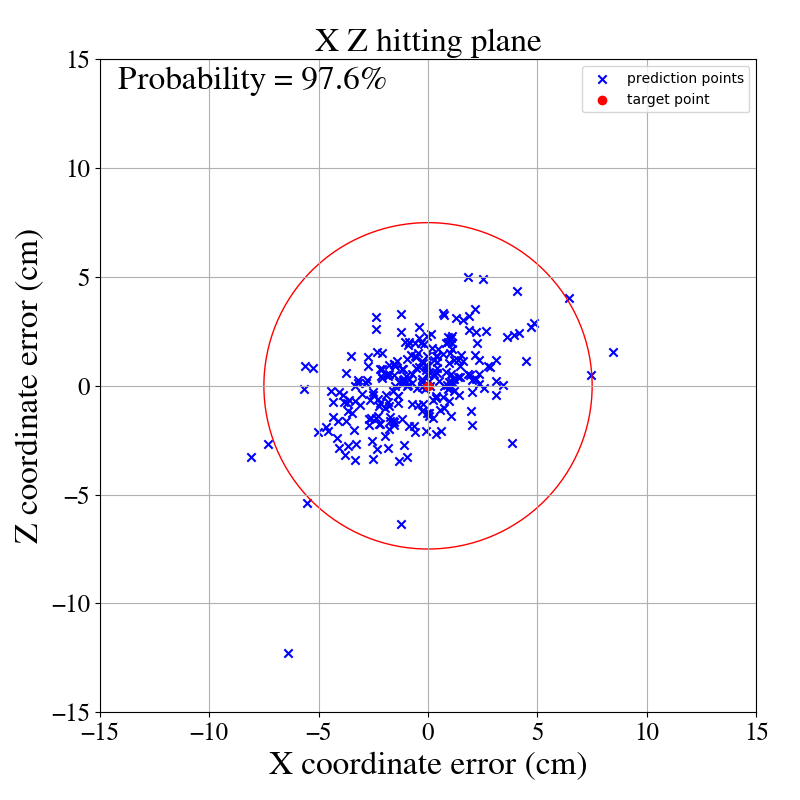 X Z hitting plane
Probability = 97.6%
prediction points
target point
15
10
5
0
−5
−10
−15
−15
−10
−5
0
5
10
15
Z coordinate error (cm)
X coordinate error (cm)